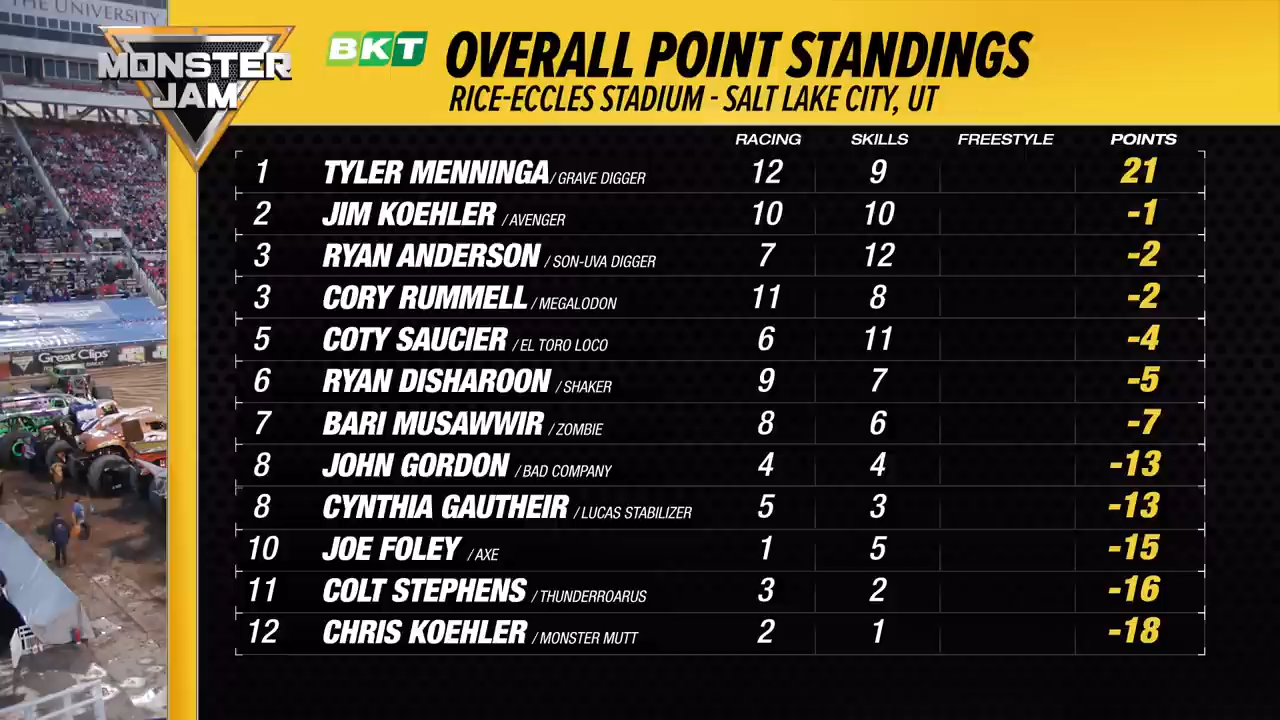 THE UNIVERSITY
MONSTER JAM
BKT
OVERALL POINT STANDINGS
RICE-ECCLES STADIUM - SALT LAKE CITY, UT
RACING SKILLS FREESTYLE POINTS
1 TYLER MENNINGA / GRAVE DIGGER 12 9 21
2 JIM KOEHLER / AVENGER 10 10 -1
3 RYAN ANDERSON / SON-UVA DIGGER 7 12 -2
3 CORY RUMMELL / MEGALODON 11 8 -2
5 COTY SAUCIER / EL TORO LOCO 6 11 -4
6 RYAN DISHAROON / SHAKER 9 7 -5
7 BARI MUSAWWIR / ZOMBIE 8 6 -7
8 JOHN GORDON / BAD COMPANY 4 4 -13
8 CYNTHIA GAUTHEIR / LUCAS STABILIZER 5 3 -13
10 JOE FOLEY / AXE 1 5 -15
11 COLT STEPHENS / THUNDERROARUS 3 2 -16
12 CHRIS KOEHLER / MONSTER MUTT 2 1 -18
Great Clips